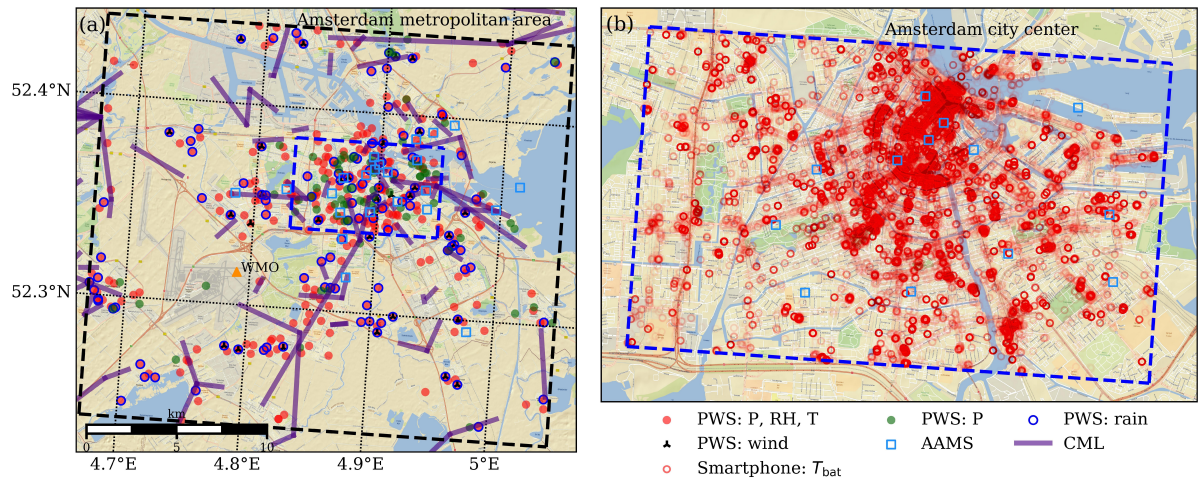 (a)
Amsterdam metropolitan area
(b)
Amsterdam city center
52.4°N
52.3°N
WMO
km
0 5 10
4.7°E 4.8°E 4.9°E 5°E
PWS: P, RH, T PWS: P PWS: rain
PWS: wind AAMS CML
Smartphone: T_bat